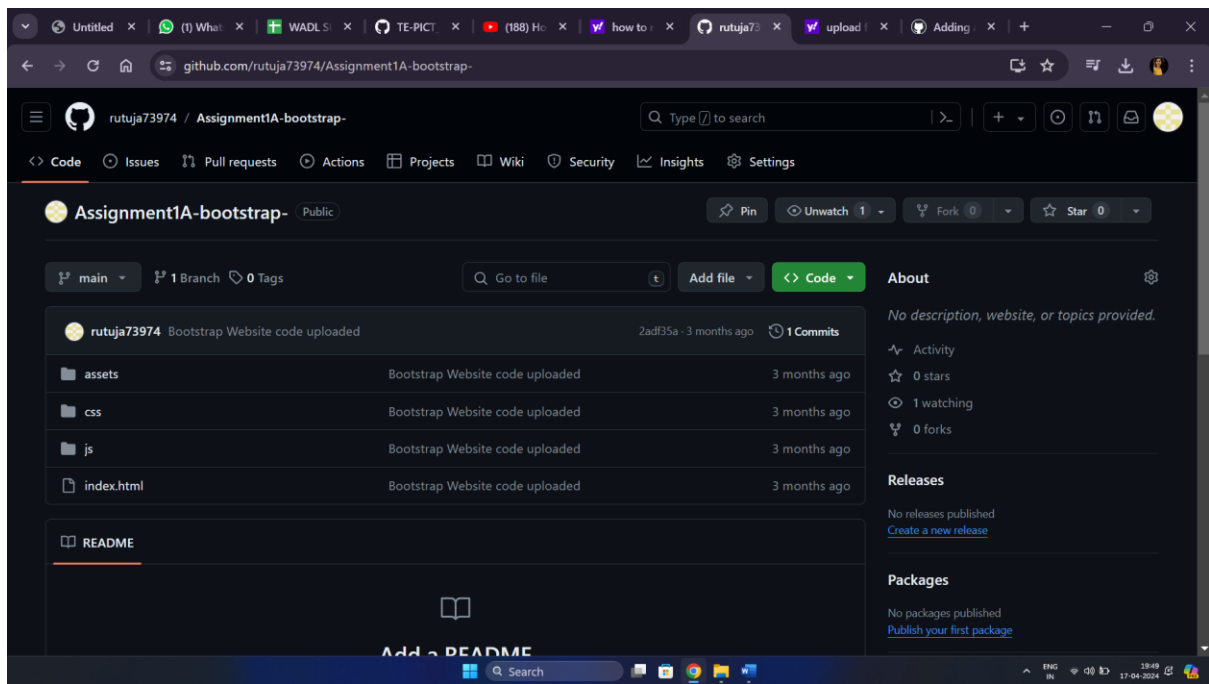 Untitled (1) What WADL S TE-PICT_ (188) Ho how to r rutuja73 upload f Adding
github.com/rutuja73974/Assignment1A-bootstrap-
rutuja73974 / Assignment1A-bootstrap- Type / to search
Code Issues Pull requests Actions Projects Wiki Security Insights Settings
Assignment1A-bootstrap- Public Pin Unwatch 1 Fork 0 Star 0
main 1 Branch 0 Tags Go to file t Add file Code
About
No description, website, or topics provided.
rutuja73974 Bootstrap Website code uploaded 2adf35a · 3 months ago 1 Commits
Activity
assets Bootstrap Website code uploaded 3 months ago
0 stars
css Bootstrap Website code uploaded 3 months ago
1 watching
js Bootstrap Website code uploaded 3 months ago
0 forks
index.html Bootstrap Website code uploaded 3 months ago
Releases
No releases published
Create a new release
README
Packages
No packages published
Publish your first package
Add a README
Search
ENG
IN
19:49
17-04-2024